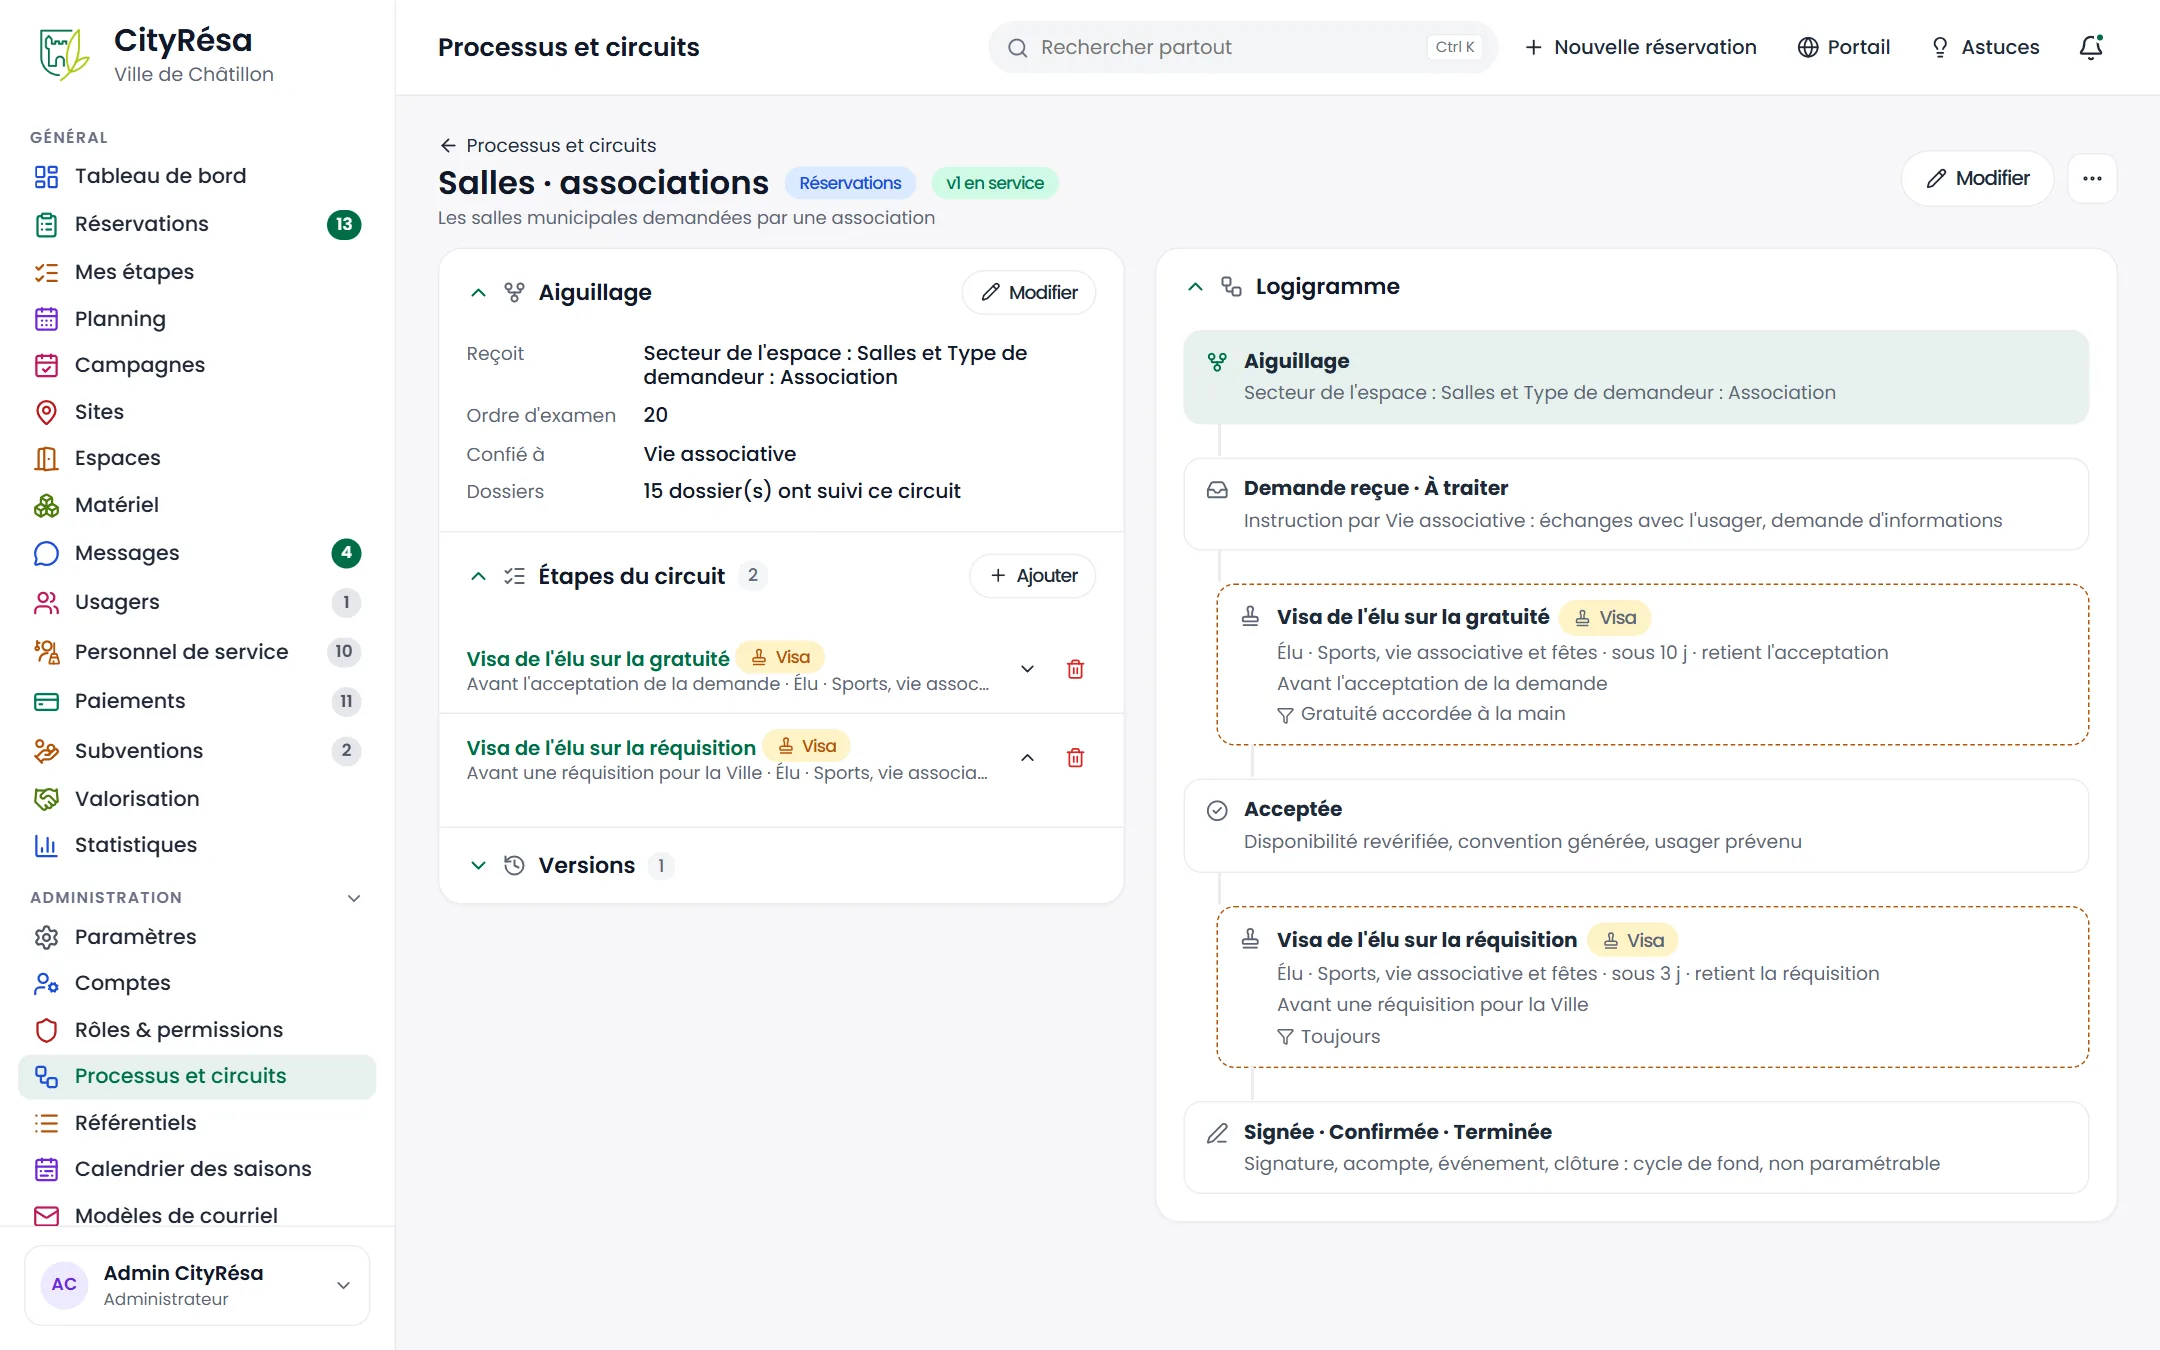 CityRésa
Ville de Châtillon
GÉNÉRAL
Tableau de bord
Réservations 13
Mes étapes
Planning
Campagnes
Sites
Espaces
Matériel
Messages 4
Usagers 1
Personnel de service 10
Paiements 11
Subventions 2
Valorisation
Statistiques
ADMINISTRATION
Paramètres
Comptes
Rôles & permissions
Processus et circuits
Référentiels
Calendrier des saisons
Modèles de courriel
AC
Admin CityRésa
Administrateur
Processus et circuits
Rechercher partout
Ctrl K
Nouvelle réservation
Portail
Astuces
Processus et circuits
Salles · associations Réservations v1 en service
Les salles municipales demandées par une association
Modifier
Aiguillage
Modifier
Reçoit Secteur de l'espace : Salles et Type de
demandeur : Association
Ordre d'examen 20
Confié à Vie associative
Dossiers 15 dossier(s) ont suivi ce circuit
Étapes du circuit 2
Ajouter
Visa de l'élu sur la gratuité Visa
Avant l'acceptation de la demande · Élu · Sports, vie assoc...
Visa de l'élu sur la réquisition Visa
Avant une réquisition pour la Ville · Élu · Sports, vie associa...
Versions 1
Logigramme
Aiguillage
Secteur de l'espace : Salles et Type de demandeur : Association
Demande reçue · À traiter
Instruction par Vie associative : échanges avec l'usager, demande d'informations
Visa de l'élu sur la gratuité Visa
Élu · Sports, vie associative et fêtes · sous 10 j · retient l'acceptation
Avant l'acceptation de la demande
Gratuité accordée à la main
Acceptée
Disponibilité revérifiée, convention générée, usager prévenu
Visa de l'élu sur la réquisition Visa
Élu · Sports, vie associative et fêtes · sous 3 j · retient la réquisition
Avant une réquisition pour la Ville
Toujours
Signée · Confirmée · Terminée
Signature, acompte, événement, clôture : cycle de fond, non paramétrable